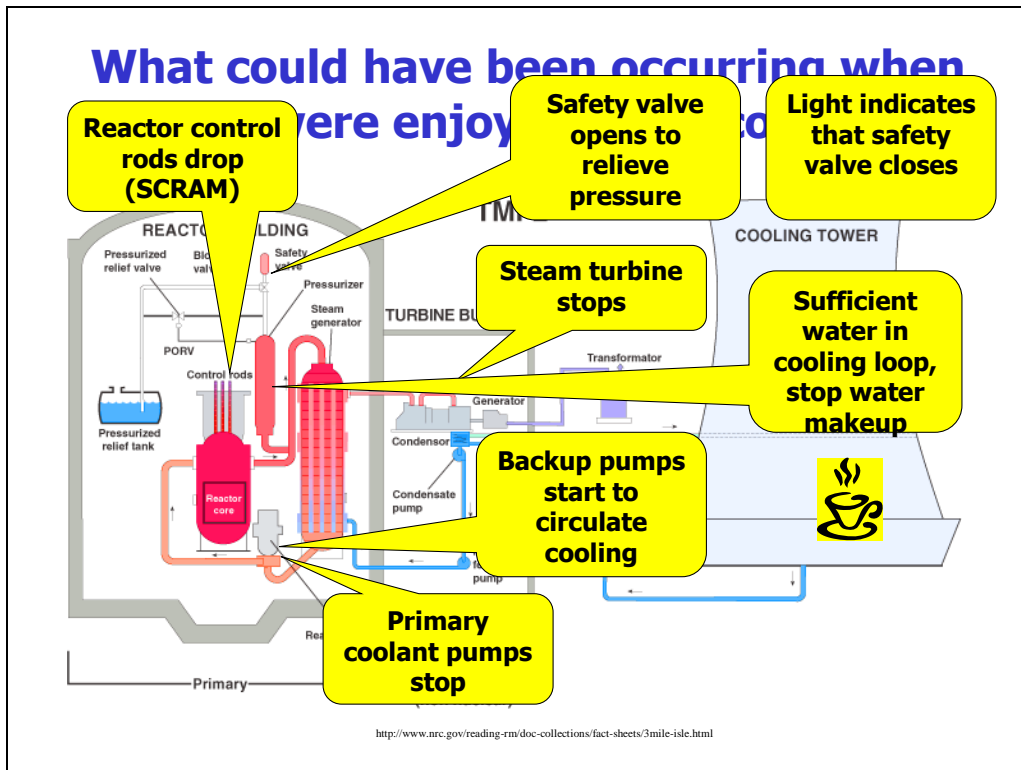 What could have been occurring when
were enjoy
Reactor control
rods drop
(SCRAM)
Safety valve
opens to
relieve
pressure
Light indicates
that safety
valve closes
REACTO LDING
COOLING TOWER
Pressurized
relief valve
Safety
valve
Pressurizer
Steam
generator
Steam turbine
stops
TURBINE BU
Sufficient
water in
cooling loop,
stop water
makeup
PORV
Control rods
Transformator
Generator
Pressurized
relief tank
Condensor
Condensate
pump
Reactor
core
Backup pumps
start to
circulate
cooling
pump
Primary
coolant pumps
stop
Primary
http://www.nrc.gov/reading-rm/doc-collections/fact-sheets/3mile-isle.html